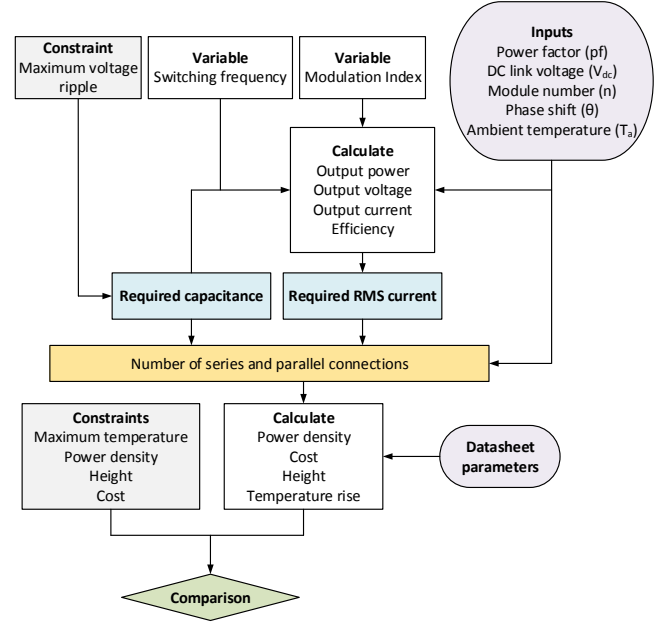 Constraint
Maximum voltage
ripple
Variable
Switching frequency
Variable
Modulation Index
Inputs
Power factor (pf)
DC link voltage (Vdc)
Module number (n)
Phase shift (θ)
Ambient temperature (Ta)
Calculate
Output power
Output voltage
Output current
Efficiency
Required capacitance
Required RMS current
Number of series and parallel connections
Constraints
Maximum temperature
Power density
Height
Cost
Calculate
Power density
Cost
Height
Temperature rise
Datasheet
parameters
Comparison